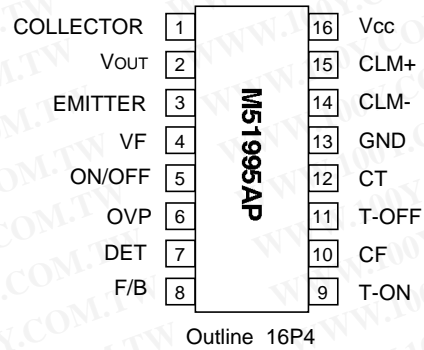 COLLECTOR 1 16 Vcc
VOUT 2 15 CLM+
EMITTER 3 14 CLM-
VF 4 13 GND
ON/OFF 5 12 CT
OVP 6 11 T-OFF
DET 7 10 CF
F/B 8 9 T-ON
M51995AP
Outline 16P4